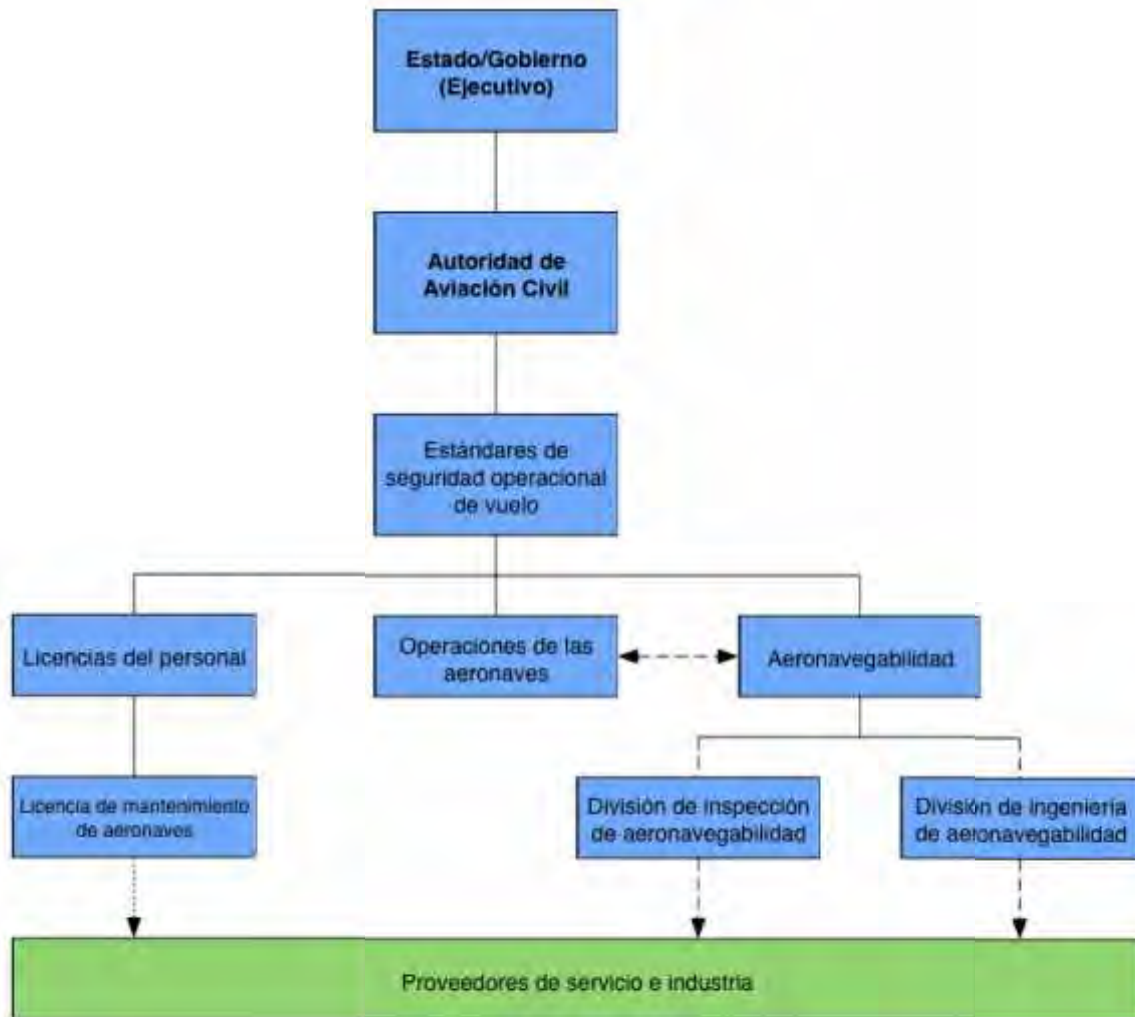 Estado/Gobierno
(Ejecutivo)
Autoridad de
Aviación Civil
Estándares de
seguridad operacional
de vuelo
Licencias del personal
Operaciones de las
aeronaves
Aeronavegabilidad
Licencia de mantenimiento
de aeronaves
División de inspección
de aeronavegabilidad
División de ingeniería
de aeronavegabilidad
Proveedores de servicio e industria